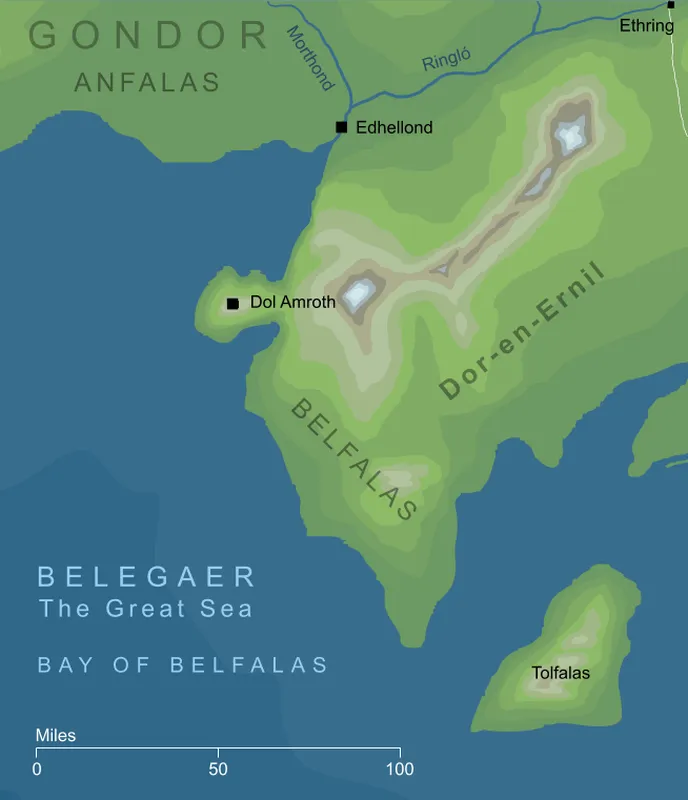 GONDOR
ANFALAS
Morthond
Ringló
Ethring
Edhellond
Dol Amroth
Dor-en-Ernil
BELFALAS
BELEGAER
The Great Sea
BAY OF BELFALAS
Tolfalas
Miles
0 50 100